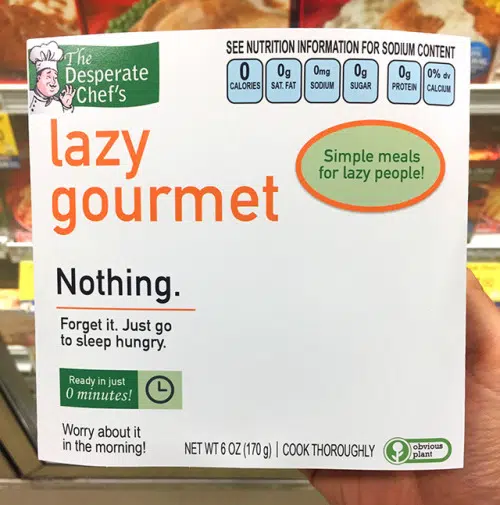 The
Desperate
Chef's
SEE NUTRITION INFORMATION FOR SODIUM CONTENT
0 CALORIES
0g SAT. FAT
0mg SODIUM
0g SUGAR
0g PROTEIN
0% dv CALCIUM
lazy
gourmet
Simple meals
for lazy people!
Nothing.
Forget it. Just go
to sleep hungry.
Ready in just
0 minutes!
Worry about it
in the morning!
NET WT 6 OZ (170 g) | COOK THOROUGHLY
obvious
plant